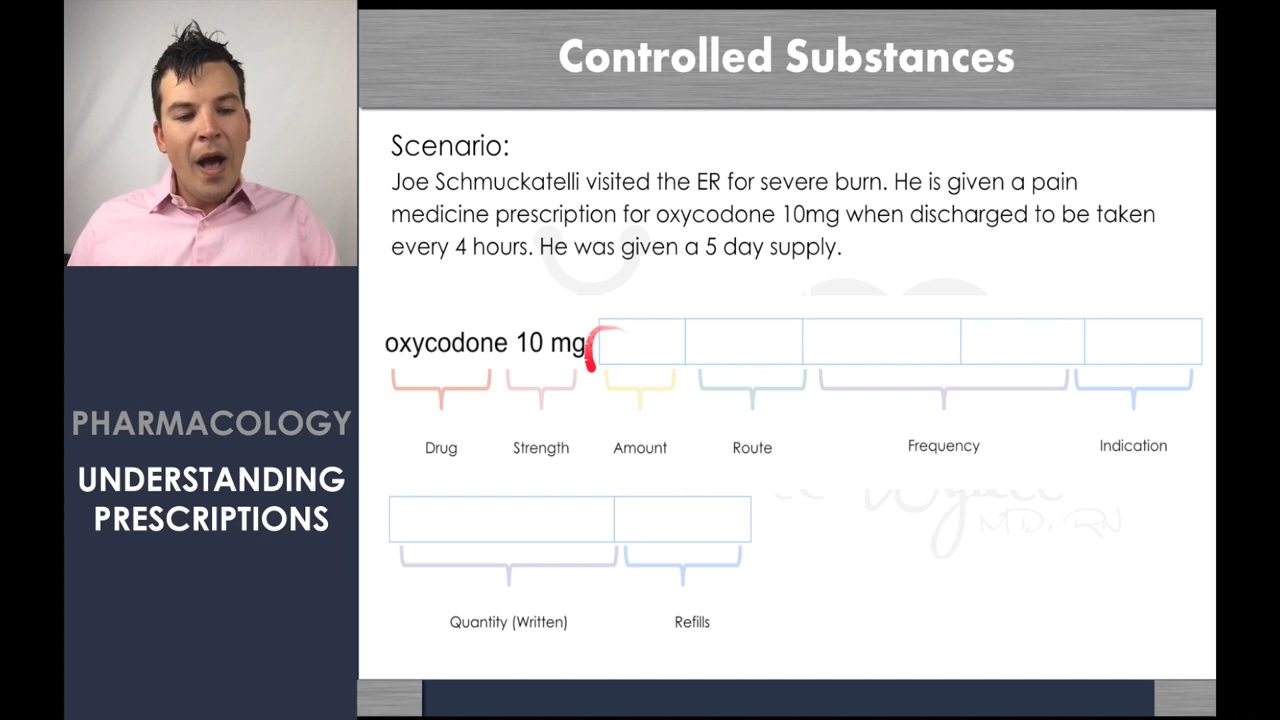 Controlled Substances
Scenario:
Joe Schmuckatelli visited the ER for severe burn. He is given a pain
medicine prescription for oxycodone 10mg when discharged to be taken
every 4 hours. He was given a 5 day supply.
oxycodone 10 mg
Drug Strength Amount Route Frequency Indication
PHARMACOLOGY
UNDERSTANDING
PRESCRIPTIONS
MD, RN
Quantity (Written) Refills